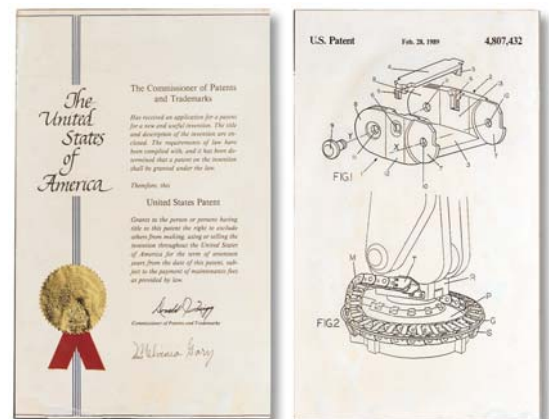 The
United
States
of
America
The Commissioner of Patents
and Trademarks
Has received an application for a patent
for a new and useful invention. The title
and description of the invention are en-
closed. The requirements of law have
been complied with, and it has been de-
termined that a patent on the invention
shall be granted under the law.
Therefore, this
United States Patent
Grants to the person or persons having
title to this patent the right to exclude
others from making, using or selling the
invention throughout the United States
of America for the term of seventeen
years from the date of this patent, sub-
ject to the payment of maintenance fees
as provided by law.
Commissioner of Patents and Trademarks
Melvinia Gary
U.S. Patent Feb. 28, 1989 4,807,432
FIG.1
FIG.2